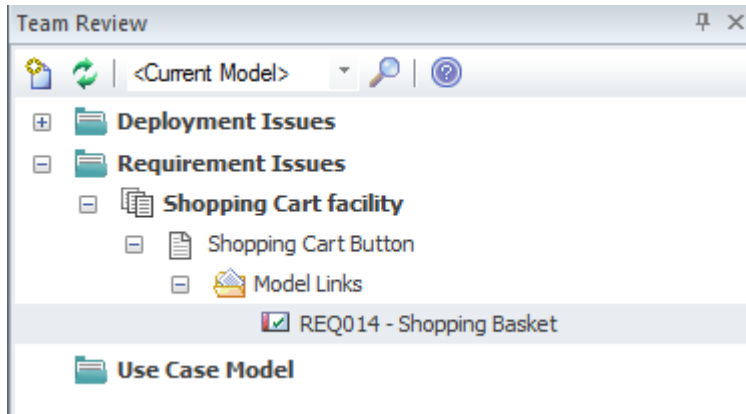 Team Review
<Current Model>
Deployment Issues
Requirement Issues
Shopping Cart facility
Shopping Cart Button
Model Links
REQ014 - Shopping Basket
Use Case Model